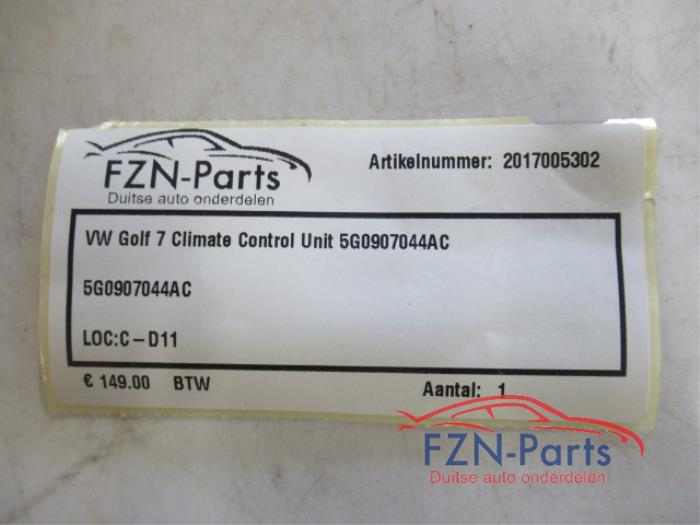 FZN-Parts
Duitse auto onderdelen
Artikelnummer: 2017005302
VW Golf 7 Climate Control Unit 5G0907044AC
5G0907044AC
LOC:C-D11
€ 149.00 BTW
Aantal: 1
FZN-Parts
Duitse auto onderdelen